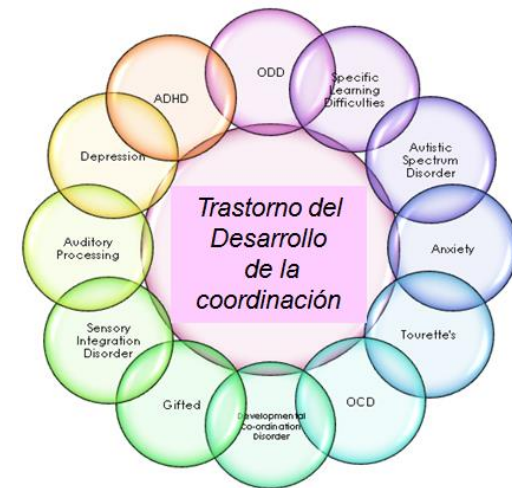 ODD
Specific
Learning
Difficulties
Autistic
Spectrum
Disorder
Anxiety
Tourette's
OCD
Developmental
Co-ordination
Disorder
Gifted
Sensory
Integration
Disorder
Auditory
Processing
Depression
ADHD
Trastorno del
Desarrollo
de la
coordinación